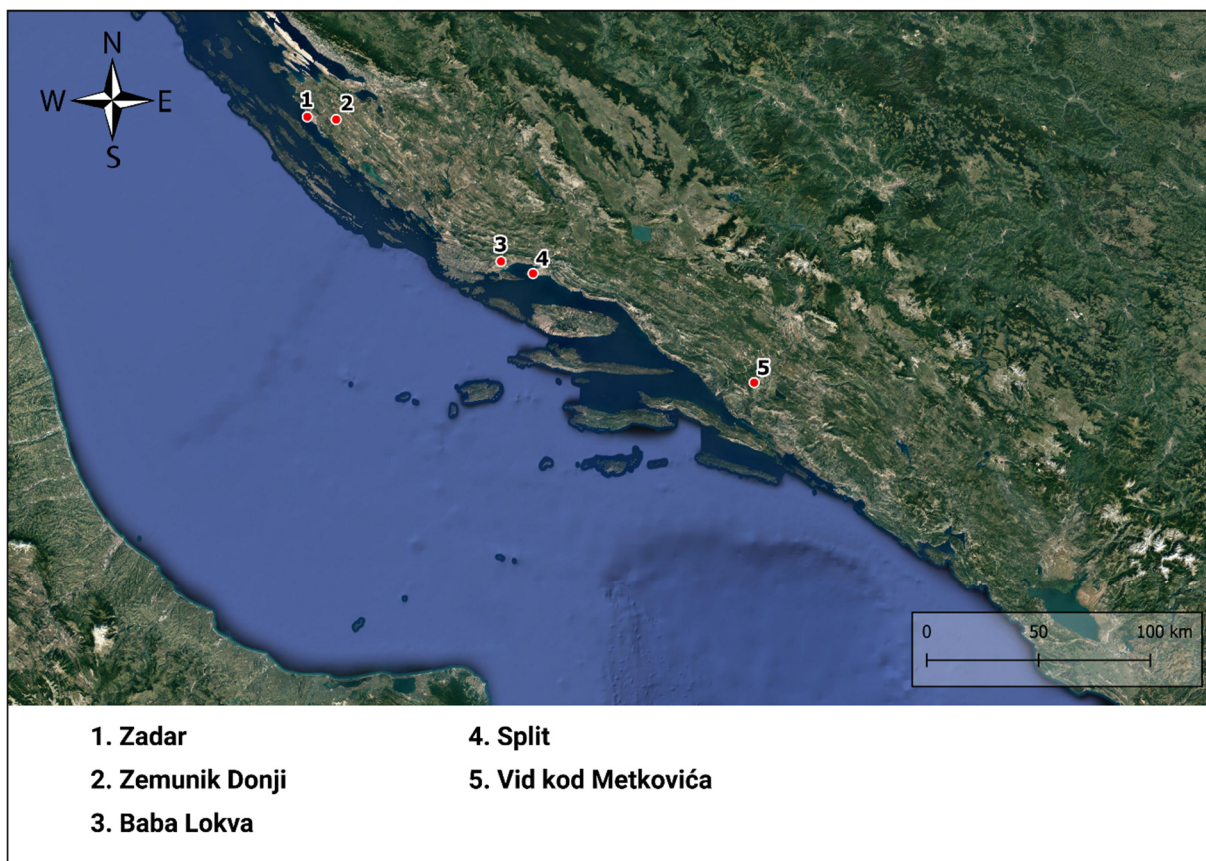 N
W E
S
1
2
3
4
5
0 50 100 km
1. Zadar
2. Zemunik Donji
3. Baba Lokva
4. Split
5. Vid kod Metkovića